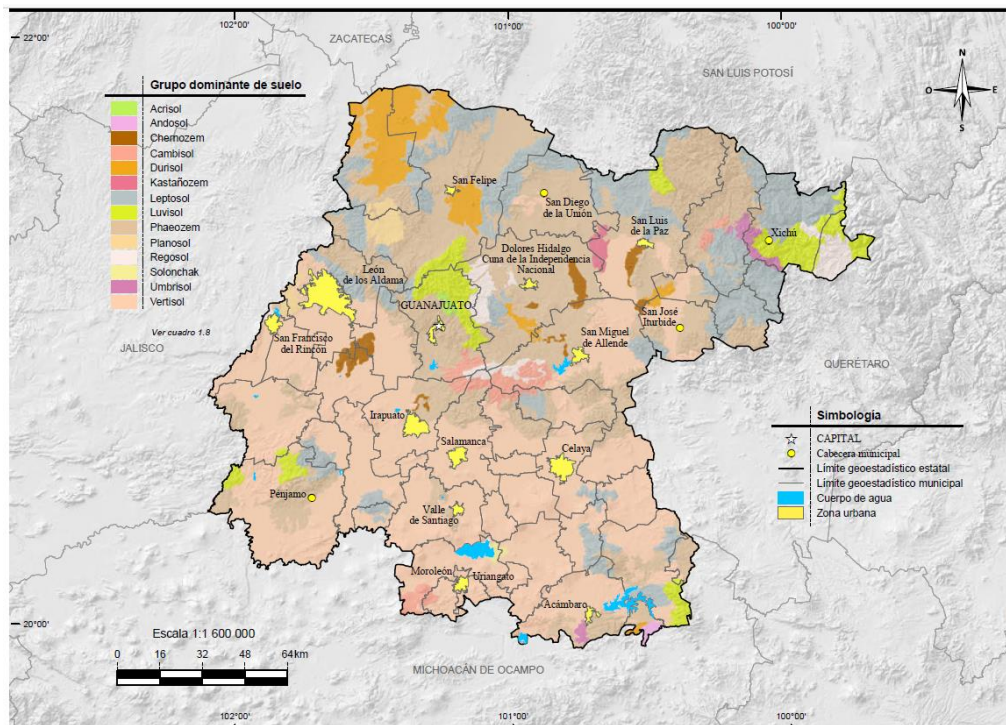 102°00'
101°00'
100°00'
22°00'
22°00'
ZACATECAS
SAN LUIS POTOSÍ
N
O
E
S
Grupo dominante de suelo
Acrisol
Andosol
Chernozem
Cambisol
Durisol
Kastañozem
Leptosol
Luvisol
Phaeozem
Planosol
Regosol
Solonchak
Umbrisol
Vertisol
Ver cuadro 1.8
San Felipe
San Diego
de la Unión
San Luis
de la Paz
Xichú
Dolores Hidalgo
Cuna de la Independencia
Nacional
León
de los Aldama
GUANAJUATO
San José
Iturbide
San Francisco
del Rincón
San Miguel
de Allende
JALISCO
QUERÉTARO
Irapuato
Salamanca
Celaya
Pénjamo
Valle
de Santiago
Moroleón
Uriangato
Acámbaro
Simbología
CAPITAL
Cabecera municipal
Límite geoestadístico estatal
Límite geoestadístico municipal
Cuerpo de agua
Zona urbana
20°00'
20°00'
Escala 1:1 600 000
0 16 32 48 64 km
MICHOACÁN DE OCAMPO
102°00'
101°00'
100°00'